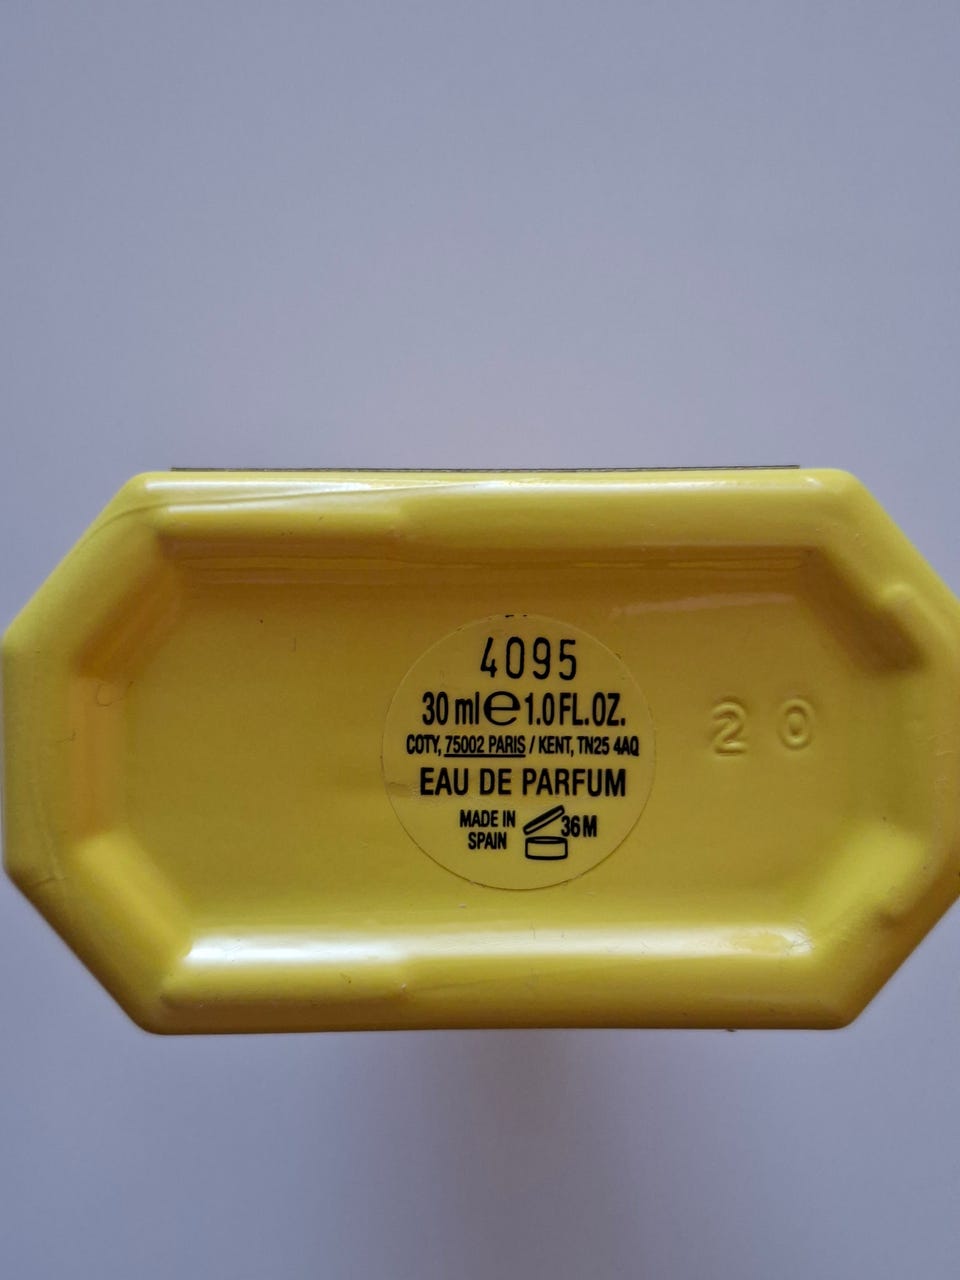 4095
30 ml e 1.0 FL.OZ.
COTY, 75002 PARIS / KENT, TN25 4AQ
EAU DE PARFUM
MADE IN
SPAIN
36 M
20